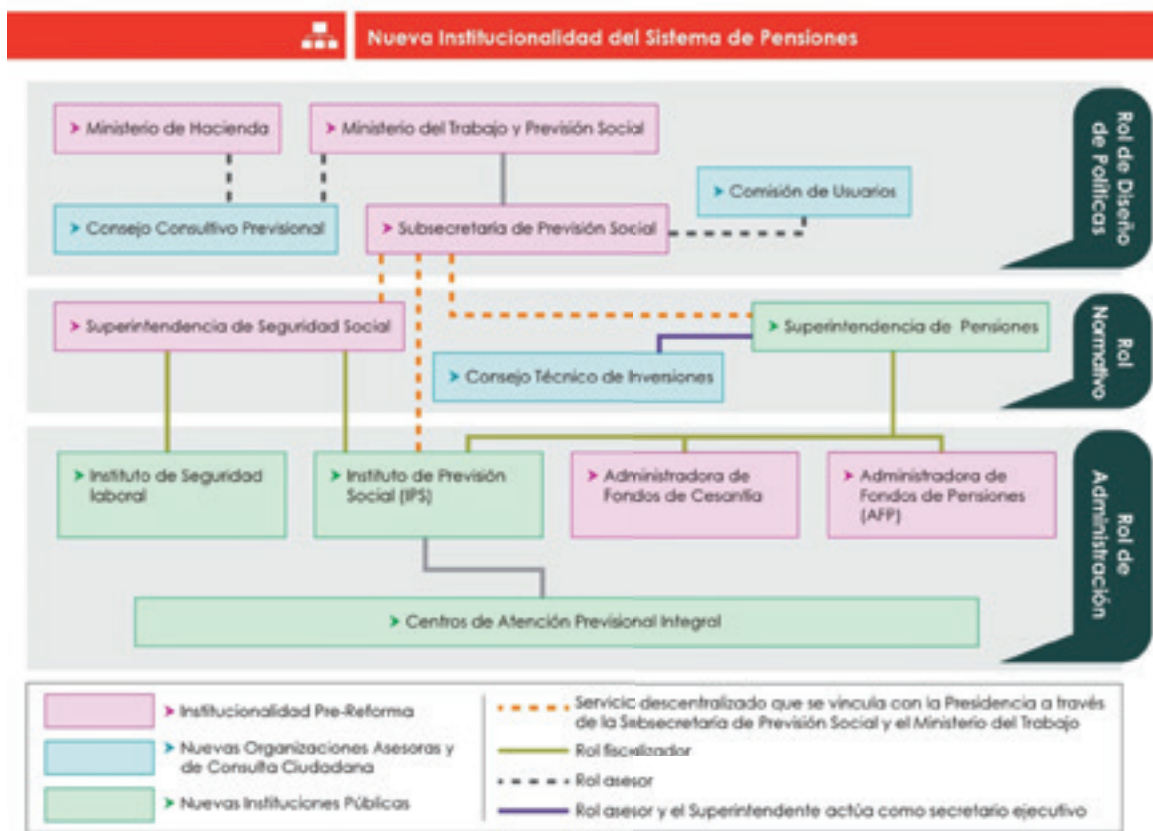 Nueva Institucionalidad del Sistema de Pensiones
Ministerio de Hacienda
Ministerio del Trabajo y Previsión Social
Comisión de Usuarios
Consejo Consultivo Previsional
Subsecretaría de Previsión Social
Rol de Diseño
de Políticas
Superintendencia de Seguridad Social
Superintendencia de Pensiones
Consejo Técnico de Inversiones
Rol
Normativo
Instituto de Seguridad
laboral
Instituto de Previsión
Social (IPS)
Administradora de
Fondos de Cesantía
Administradora de
Fondos de Pensiones
(AFP)
Centros de Atención Previsional Integral
Rol de
Administración
Institucionalidad Pre-Reforma
Nuevas Organizaciones Asesoras y
de Consulta Ciudadana
Nuevas Instituciones Públicas
Servicio descentralizado que se vincula con la Presidencia a través
de la Sebsecretaría de Previsión Social y el Ministerio del Trabajo
Rol fiscalizador
Rol asesor
Rol asesor y el Superintendente actúa como secretario ejecutivo